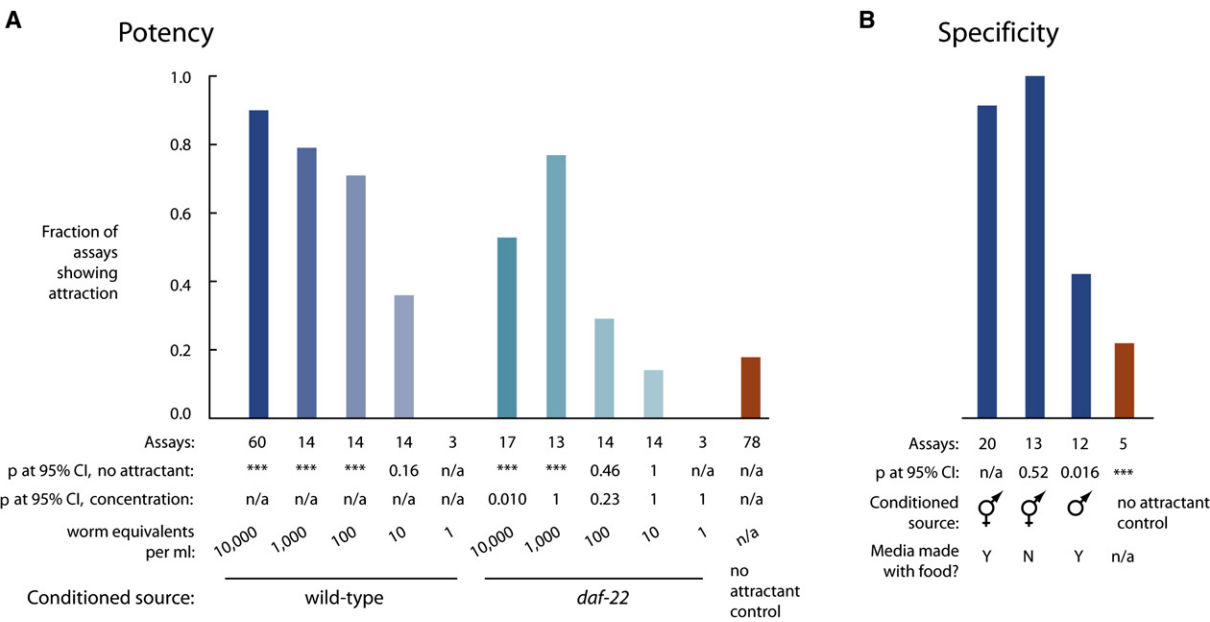 A
Potency
Fraction of
assays
showing
attraction
1.0
0.8
0.6
0.4
0.2
0.0
Assays: 60 14 14 14 3 17 13 14 14 3 78
p at 95% CI, no attractant: *** *** *** 0.16 n/a *** *** 0.46 1 n/a n/a
p at 95% CI, concentration: n/a n/a n/a n/a n/a 0.010 1 0.23 1 1 n/a
worm equivalents
per ml:
10,000 1,000 100 10 1 10,000 1,000 100 10 1 n/a
Conditioned source: wild-type daf-22
no
attractant
control
B
Specificity
Assays: 20 13 12 5
p at 95% CI: n/a 0.52 0.016 ***
Conditioned
source:
⚥ ⚥ ♂
no attractant
control
Media made
with food?
Y N Y n/a